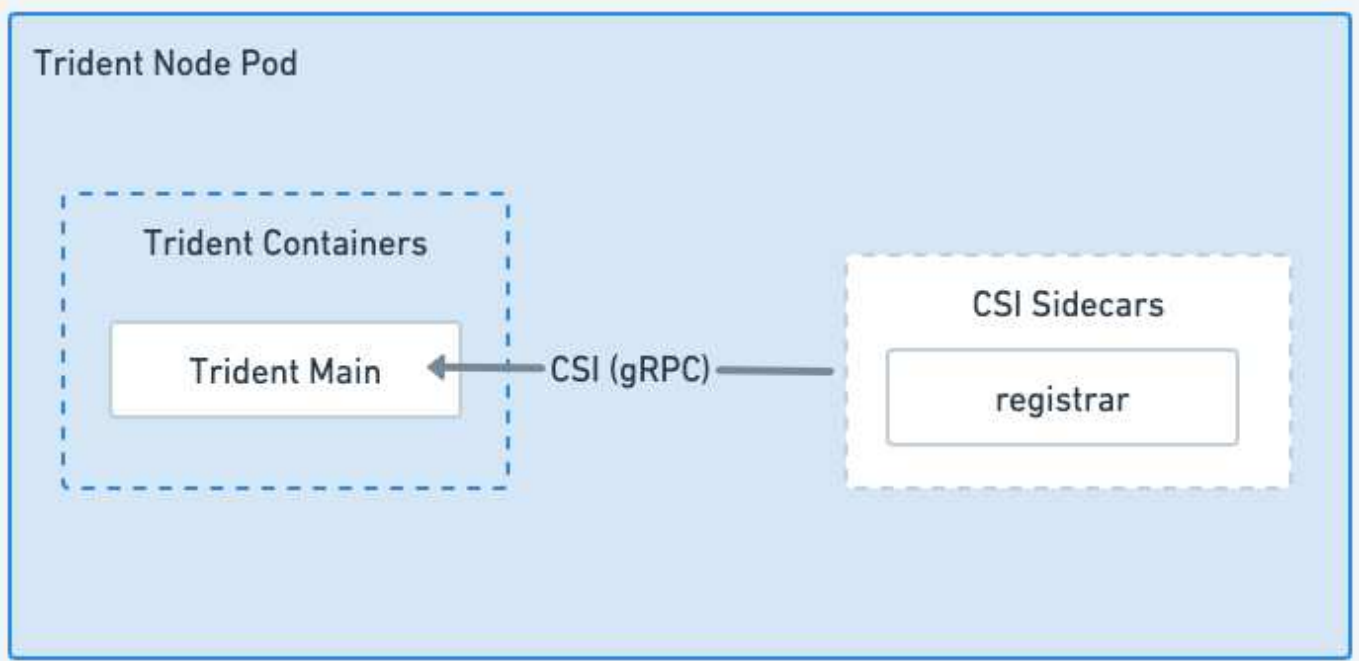 Trident Node Pod
Trident Containers
Trident Main
CSI (gRPC)
CSI Sidecars
registrar